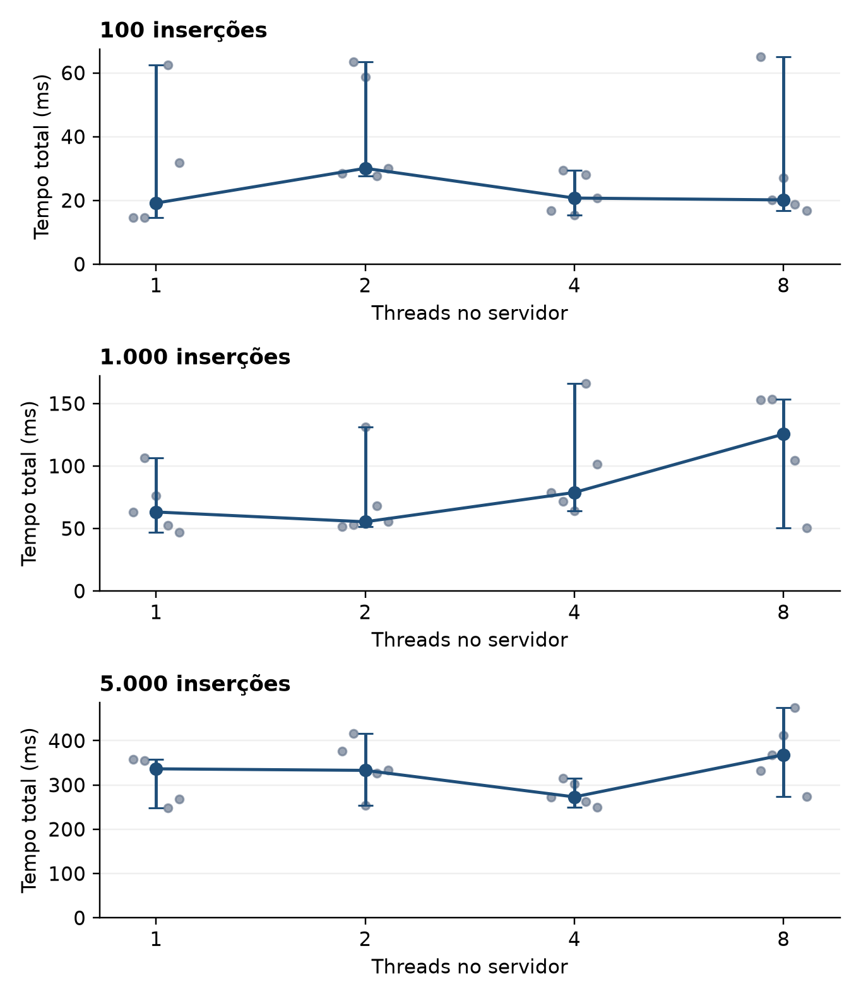 100 inserções
Tempo total (ms)
60
40
20
0
1 2 4 8
Threads no servidor
1.000 inserções
Tempo total (ms)
150
100
50
0
1 2 4 8
Threads no servidor
5.000 inserções
Tempo total (ms)
400
300
200
100
0
1 2 4 8
Threads no servidor